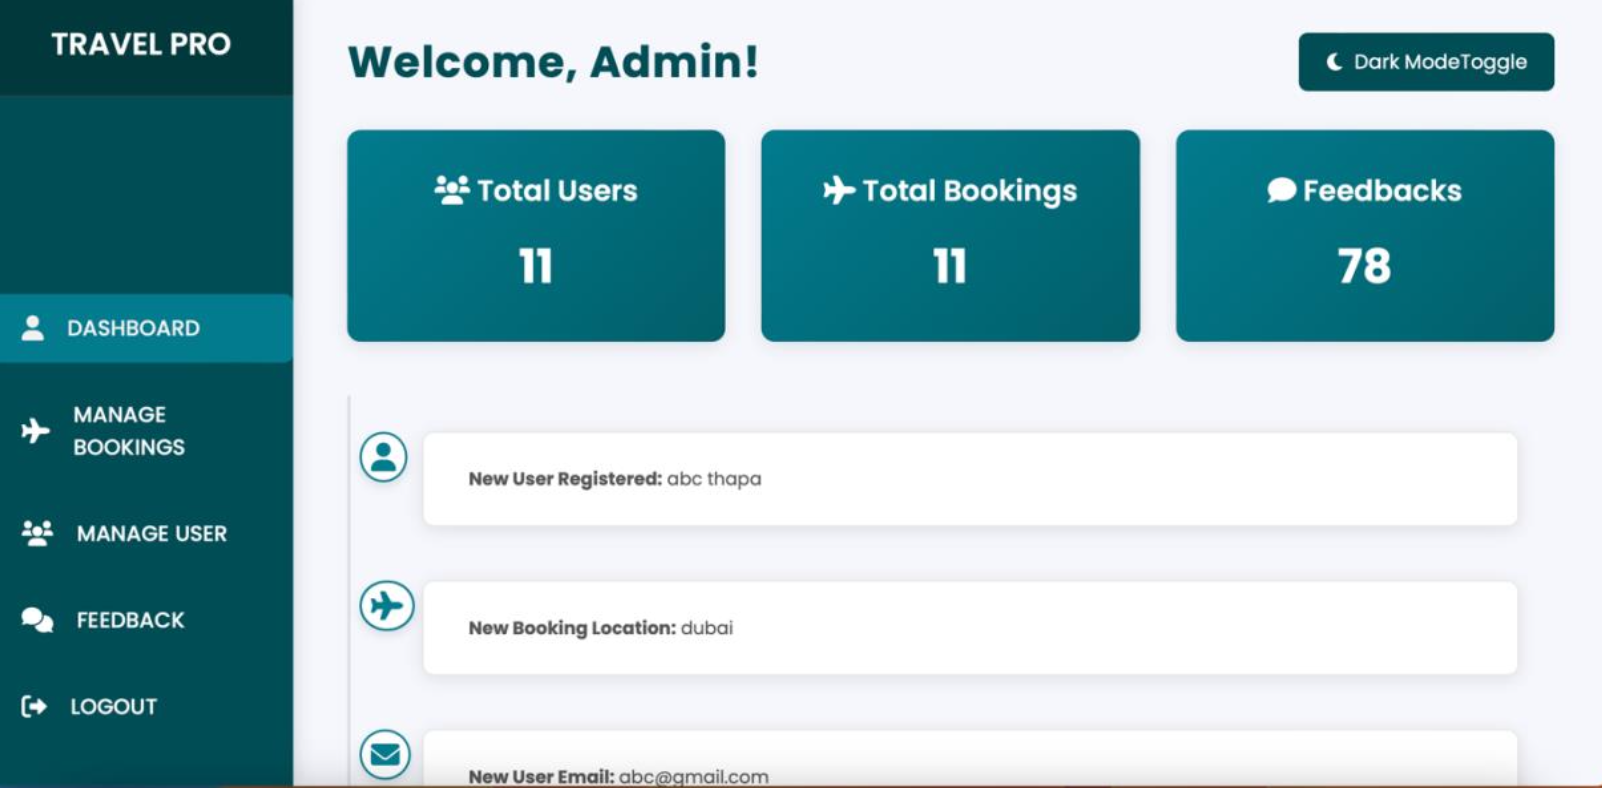 TRAVEL PRO
Welcome, Admin!
Dark ModeToggle
Total Users
11
Total Bookings
11
Feedbacks
78
DASHBOARD
MANAGE
BOOKINGS
MANAGE USER
FEEDBACK
LOGOUT
New User Registered: abc thapa
New Booking Location: dubai
New User Email: abc@gmail.com